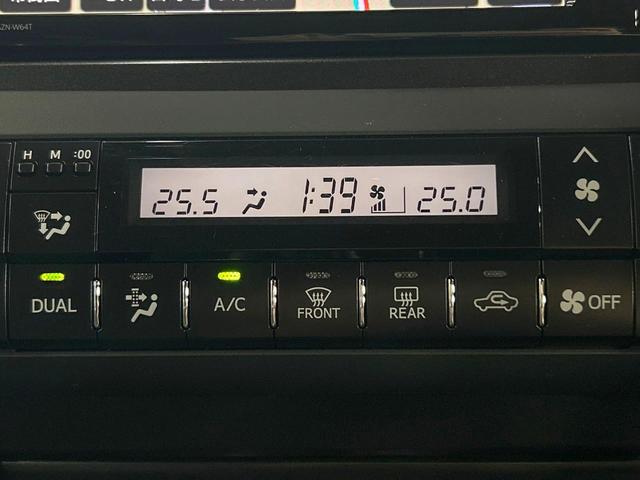 ZN-W64T
H M :00
25.5 1:39 25.0
DUAL A/C FRONT REAR OFF